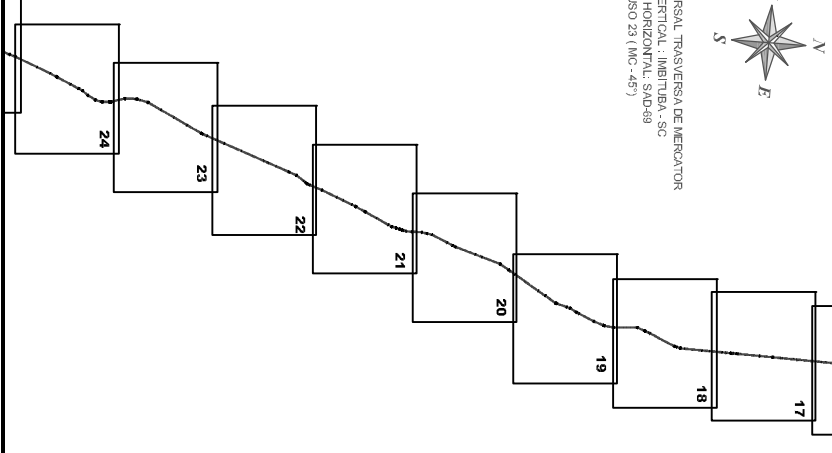 RSAL TRASVERSA DE MERCATOR
ERTICAL : IMBITUBA - SC
HORIZONTAL: SAD-69
USO 23 ( MC - 45°)
N
S
E
17
18
19
20
21
22
23
24